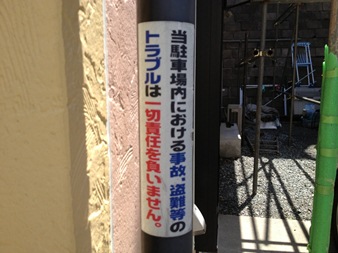 当駐車場内における事故、盗難等の
トラブルは一切責任を負いません。